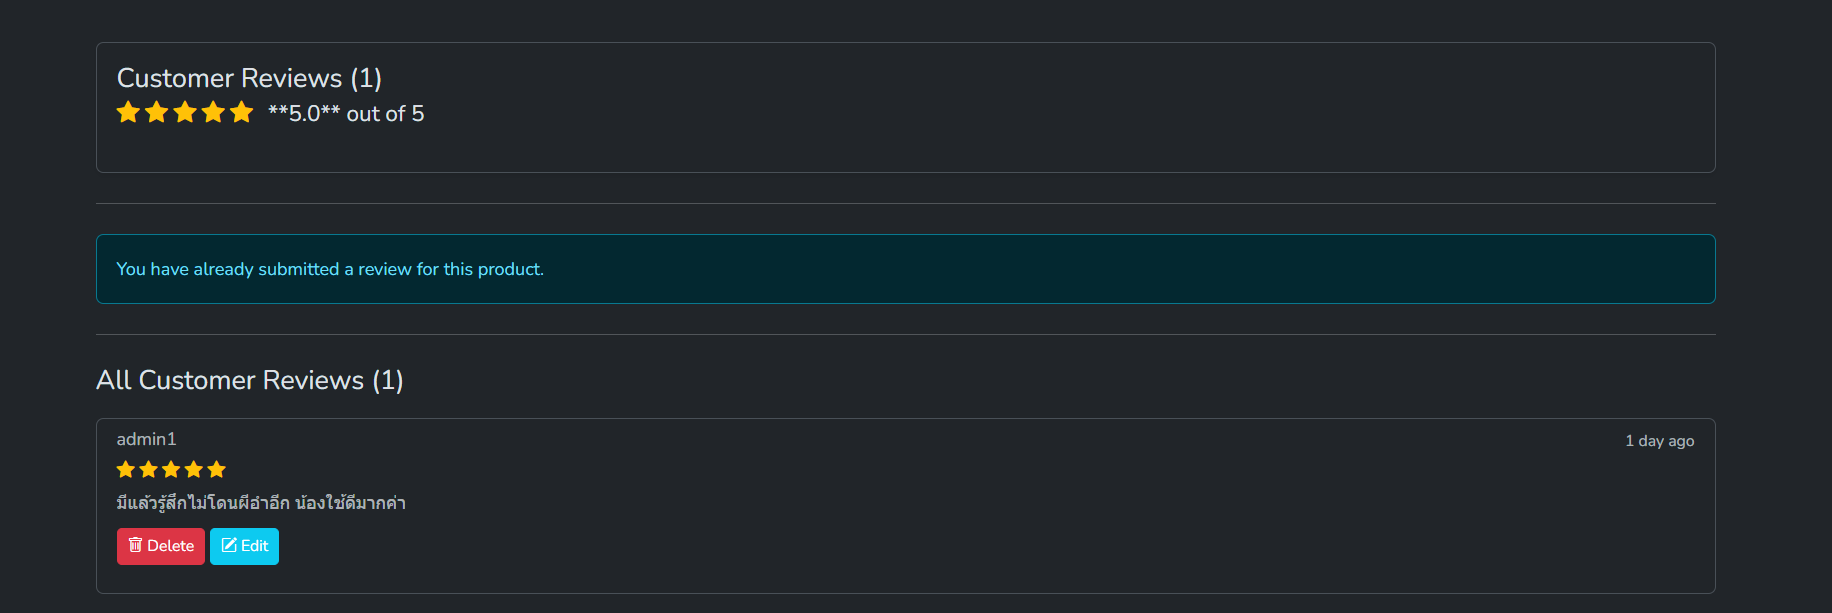 Customer Reviews (1)
**5.0** out of 5
You have already submitted a review for this product.
All Customer Reviews (1)
admin1
1 day ago
มีแล้วรู้สึกไม่โดนผีอำอีก น้องใช้ดีมากค่า
Delete Edit